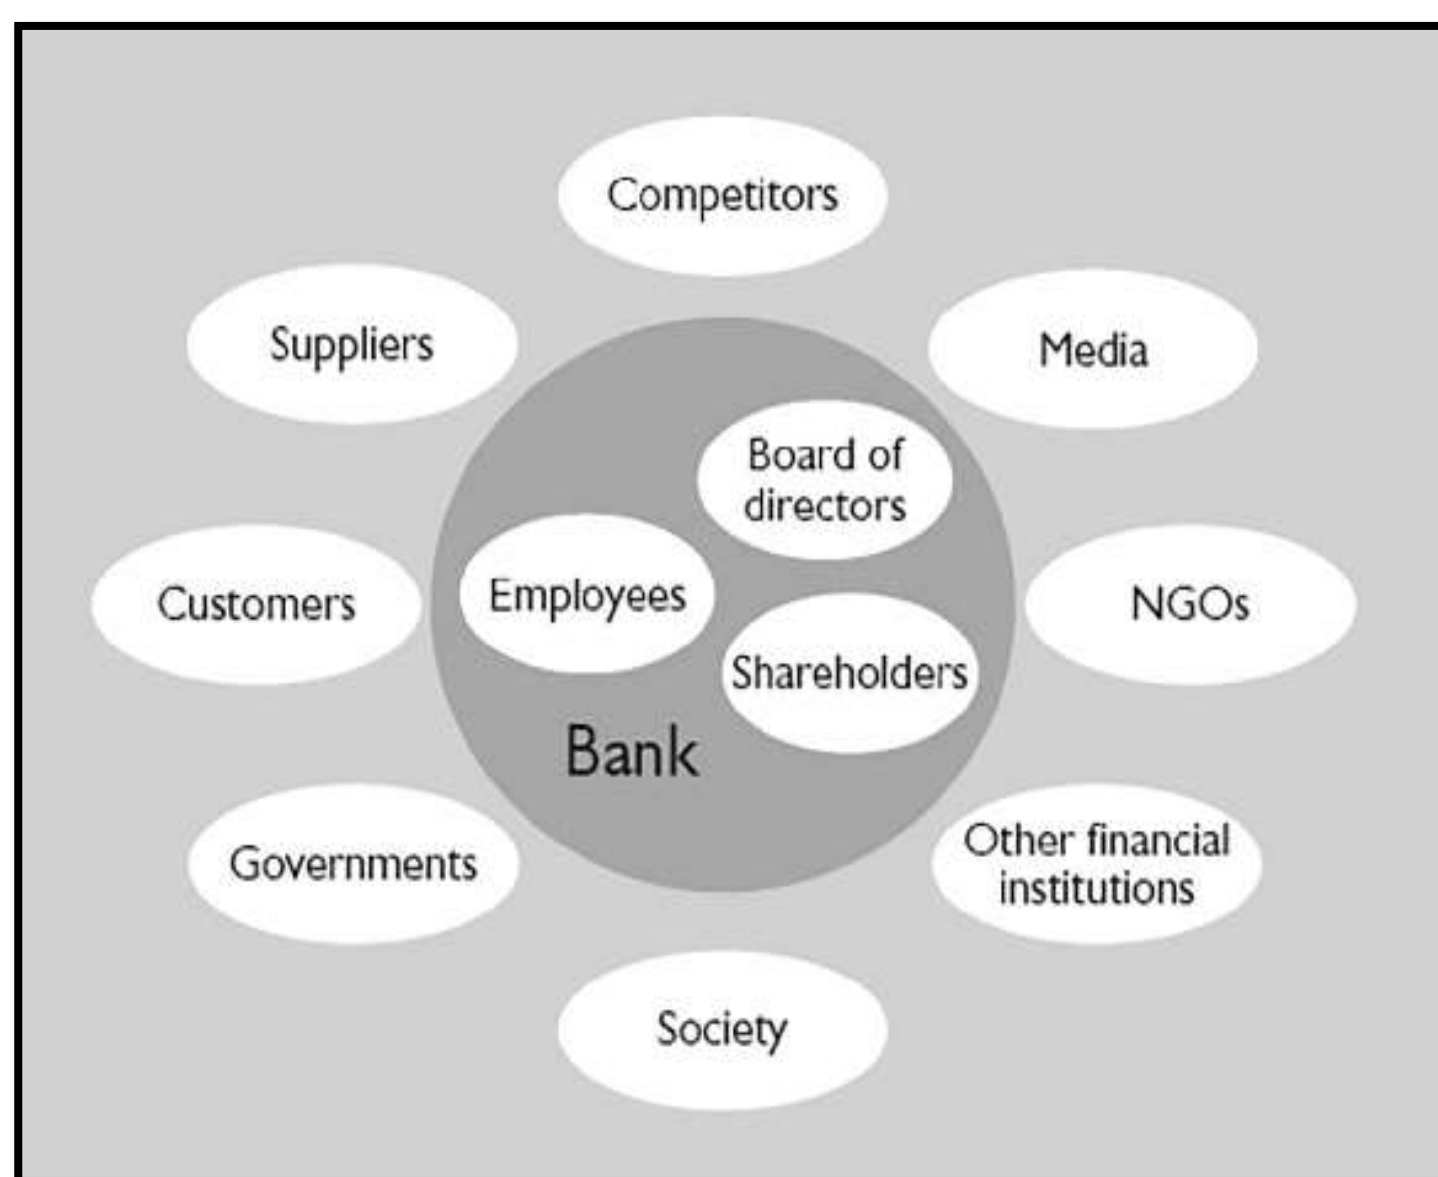 Competitors
Suppliers
Media
Board of
directors
Employees
Customers
NGOs
Shareholders
Bank
Governments
Other financial
institutions
Society